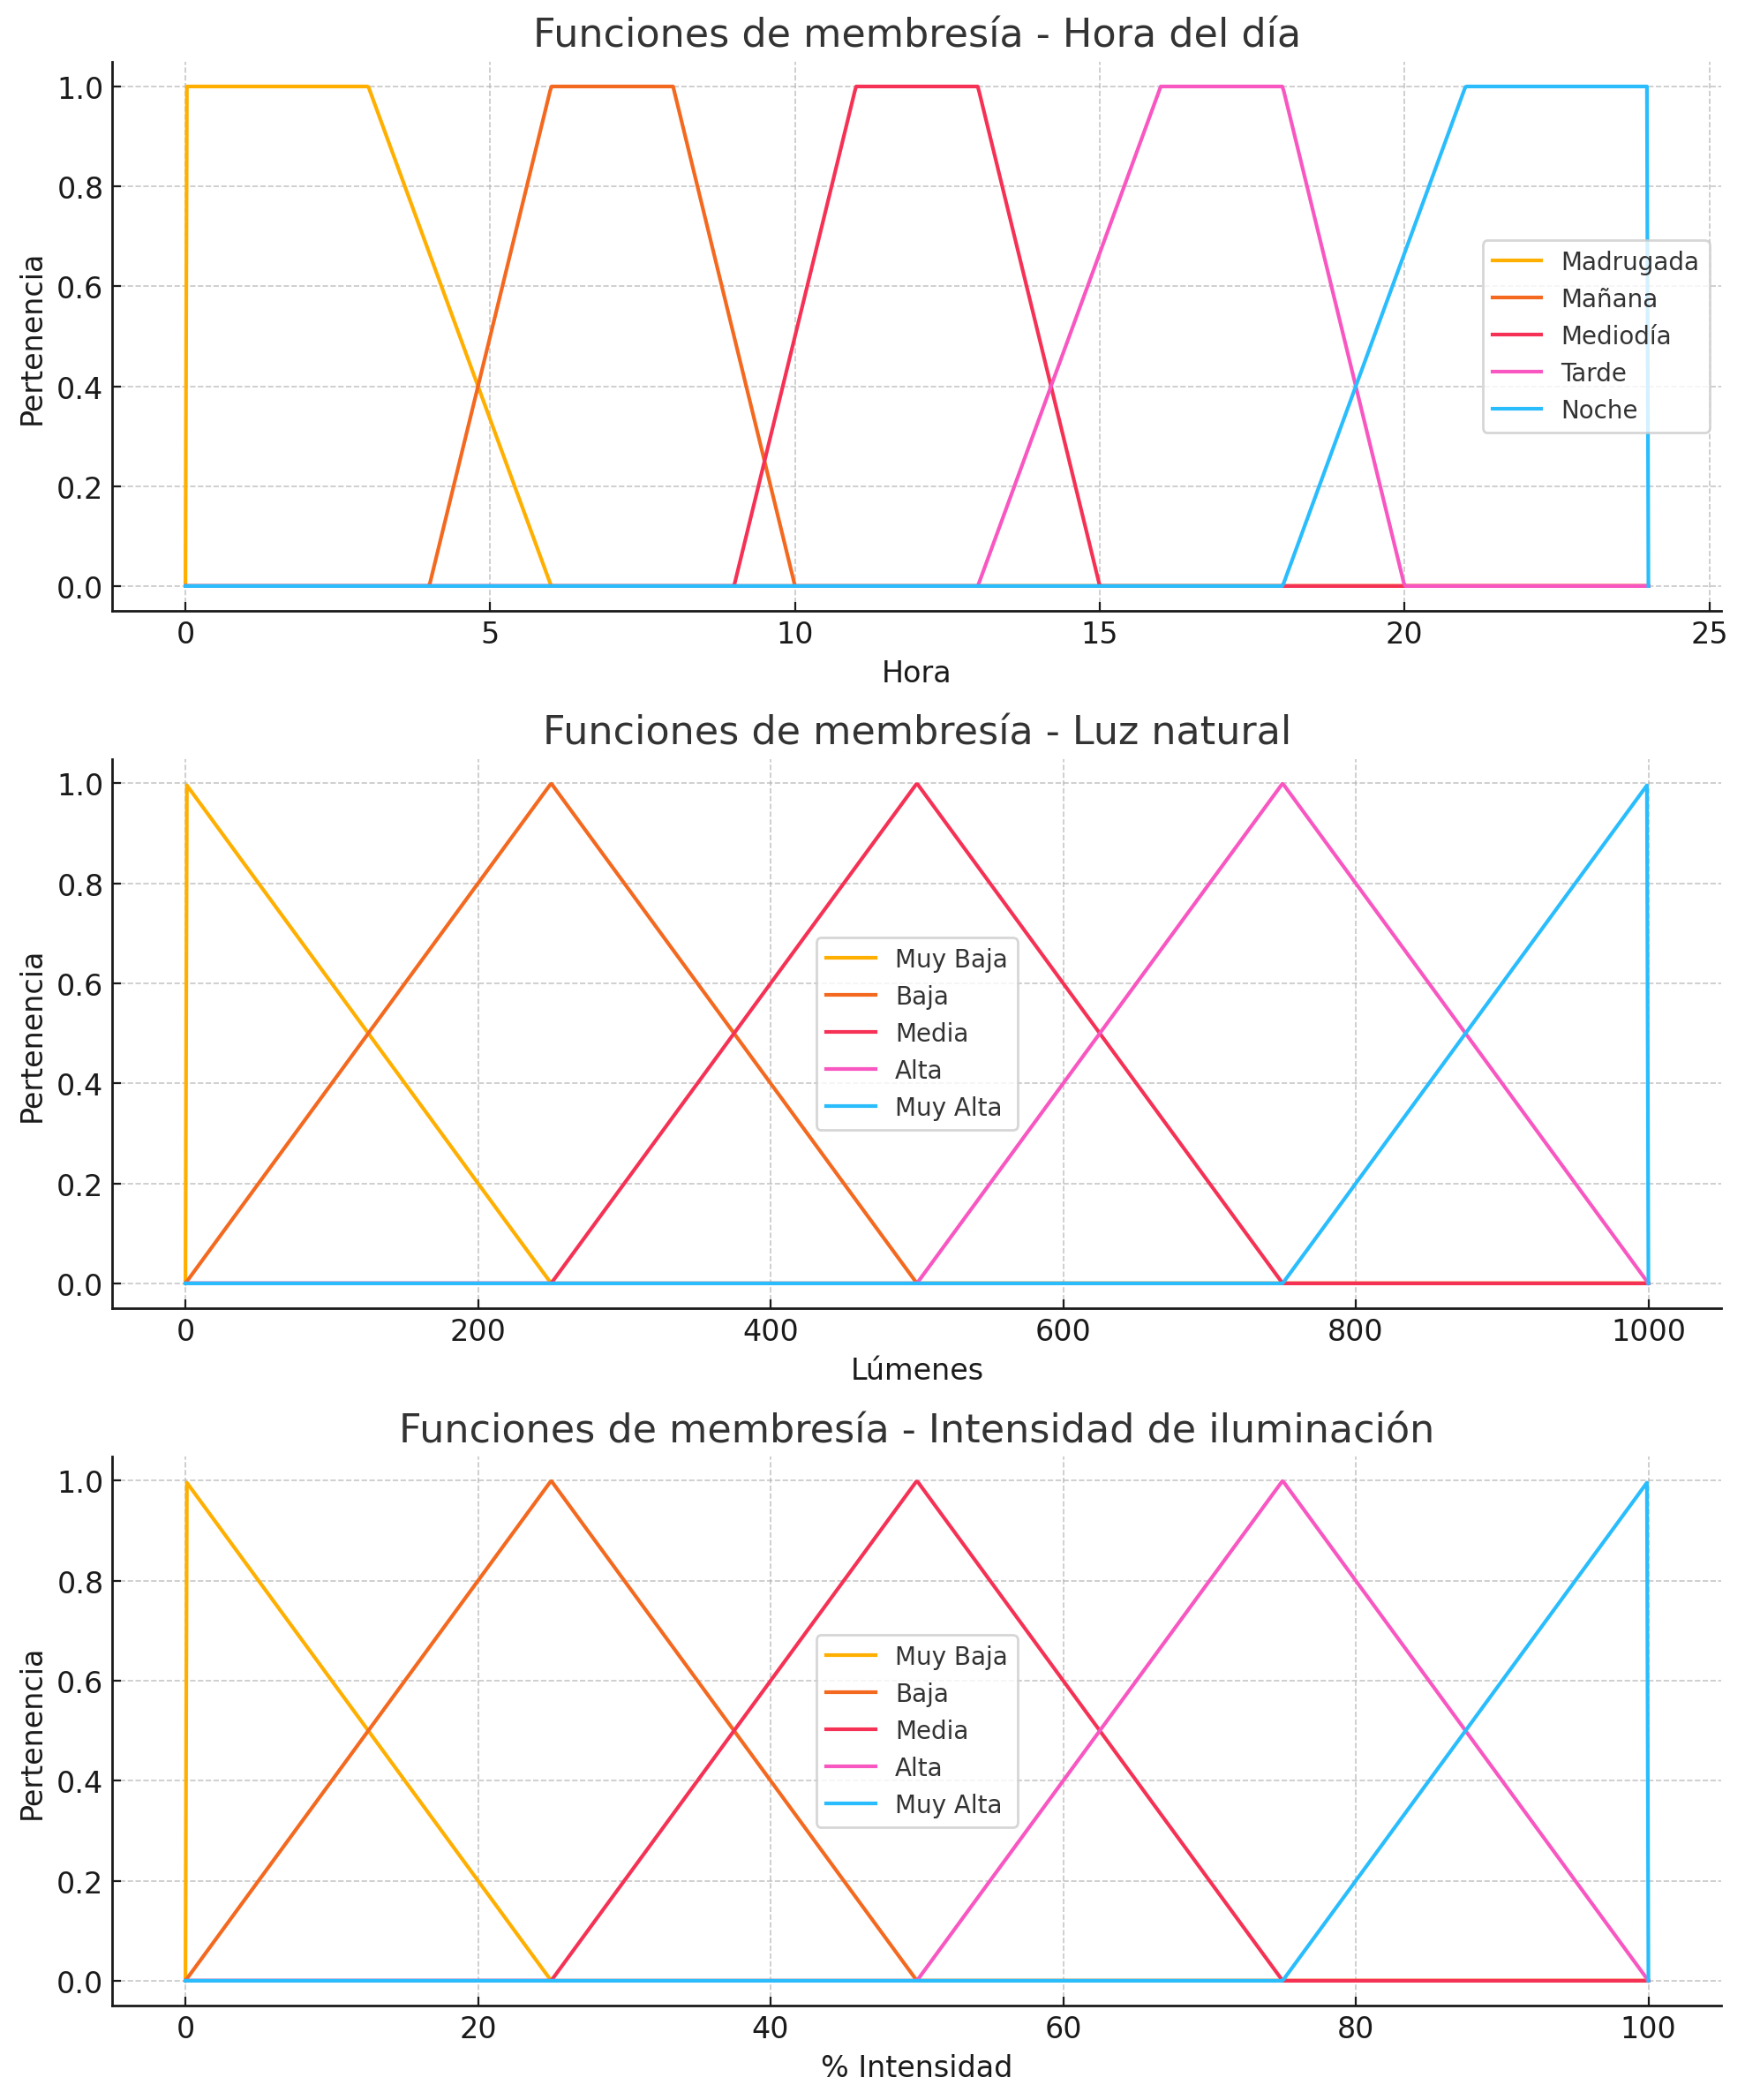 Funciones de membresía - Hora del día
1.0
0.8
0.6
0.4
0.2
0.0
Pertenencia
Madrugada
Mañana
Mediodía
Tarde
Noche
0 5 10 15 20 25
Hora
Funciones de membresía - Luz natural
1.0
0.8
0.6
0.4
0.2
0.0
Pertenencia
Muy Baja
Baja
Media
Alta
Muy Alta
0 200 400 600 800 1000
Lúmenes
Funciones de membresía - Intensidad de iluminación
1.0
0.8
0.6
0.4
0.2
0.0
Pertenencia
Muy Baja
Baja
Media
Alta
Muy Alta
0 20 40 60 80 100
% Intensidad